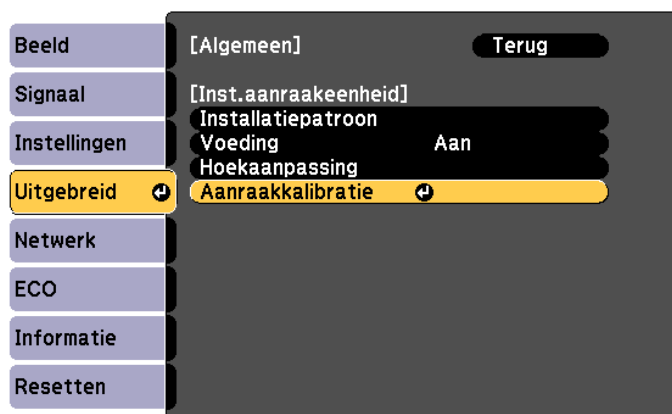 Beeld
Signaal
Instellingen
Uitgebreid
Netwerk
ECO
Informatie
Resetten
[Algemeen] Terug
[Inst.aanraakeenheid]
Installatiepatroon
Voeding Aan
Hoekaanpassing
Aanraakkalibratie